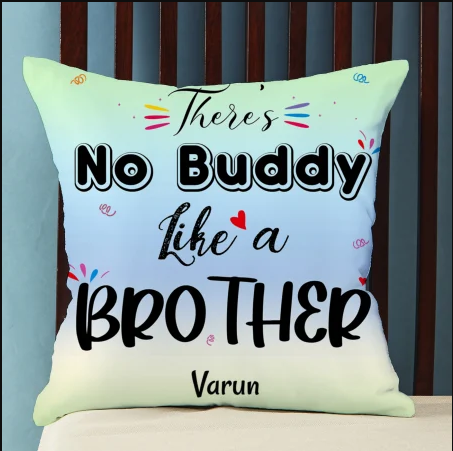 There's
No Buddy
Like a
BROTHER
Varun